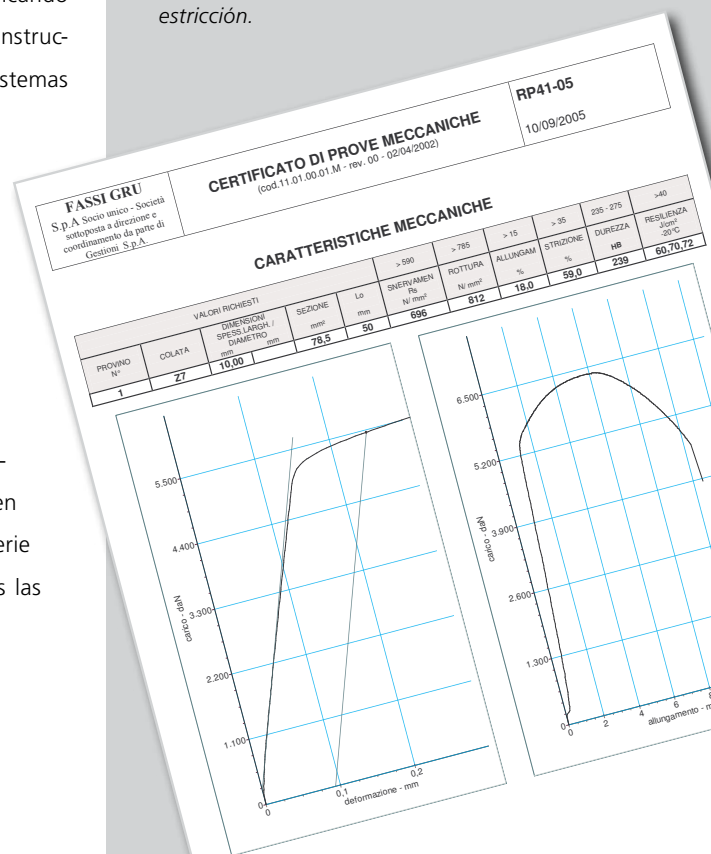 icando
nstruc-
stemas
estricción.
-
en
erie
s las
FASSI GRU
S.p.A Socio unico - Società
sottoposta a direzione e
coordinamento da parte di
Gestioni S.p.A.
CERTIFICATO DI PROVE MECCANICHE
(cod.11.01.00.01.M - rev. 00 - 02/04/2002)
RP41-05
10/09/2005
CARATTERISTICHE MECCANICHE
VALORI RICHIESTI > 590 > 785 > 15 > 35 235 - 275 >40
PROVINO
N°
COLATA
DIMENSIONI
SPESS.LARGH. /
DIAMETRO
mm mm
SEZIONE
mm²
Lo
mm
SNERVAMEN
Rs
N/ mm²
ROTTURA
N/ mm²
ALLUNGAM
%
STRIZIONE
%
DUREZZA
HB
RESILIENZA
J/cm²
-20°C
1 Z7 10,00 78,5 50 696 812 18,0 59,0 239 60,70,72
5.500
4.400
3.300
2.200
1.100
0
carico - daN
0 0,1 0,2
deformazione - mm
6.500
5.200
3.900
2.600
1.300
0
carico - daN
0 2 4 6 8
allungamento - m